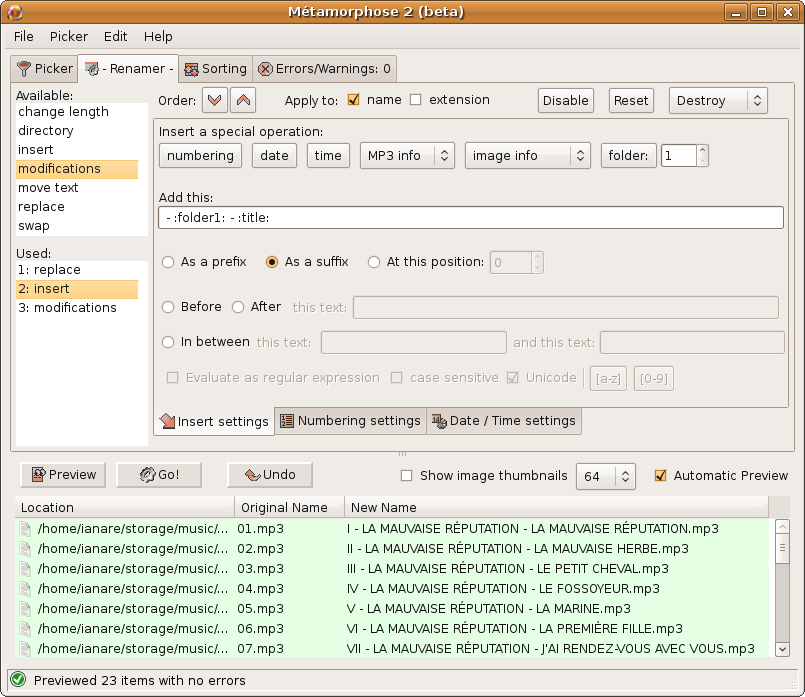 Métamorphose 2 (beta)
File Picker Edit Help
Picker - Renamer - Sorting Errors/Warnings: 0
Available:
change length
directory
insert
modifications
move text
replace
swap
Used:
1: replace
2: insert
3: modifications
Order: Apply to: name extension Disable Reset Destroy
Insert a special operation:
numbering date time MP3 info image info folder: 1
Add this:
- :folder1: - :title:
As a prefix As a suffix At this position: 0
Before After this text:
In between this text: and this text:
Evaluate as regular expression case sensitive Unicode [a-z] [0-9]
Insert settings Numbering settings Date / Time settings
Preview Go! Undo Show image thumbnails 64 Automatic Preview
Location Original Name New Name
/home/ianare/storage/music/... 01.mp3 I - LA MAUVAISE RÉPUTATION - LA MAUVAISE RÉPUTATION.mp3
/home/ianare/storage/music/... 02.mp3 II - LA MAUVAISE RÉPUTATION - LA MAUVAISE HERBE.mp3
/home/ianare/storage/music/... 03.mp3 III - LA MAUVAISE RÉPUTATION - LE PETIT CHEVAL.mp3
/home/ianare/storage/music/... 04.mp3 IV - LA MAUVAISE RÉPUTATION - LE FOSSOYEUR.mp3
/home/ianare/storage/music/... 05.mp3 V - LA MAUVAISE RÉPUTATION - LA MARINE.mp3
/home/ianare/storage/music/... 06.mp3 VI - LA MAUVAISE RÉPUTATION - LA PREMIÈRE FILLE.mp3
/home/ianare/storage/music/... 07.mp3 VII - LA MAUVAISE RÉPUTATION - J'AI RENDEZ-VOUS AVEC VOUS.mp3
Previewed 23 items with no errors